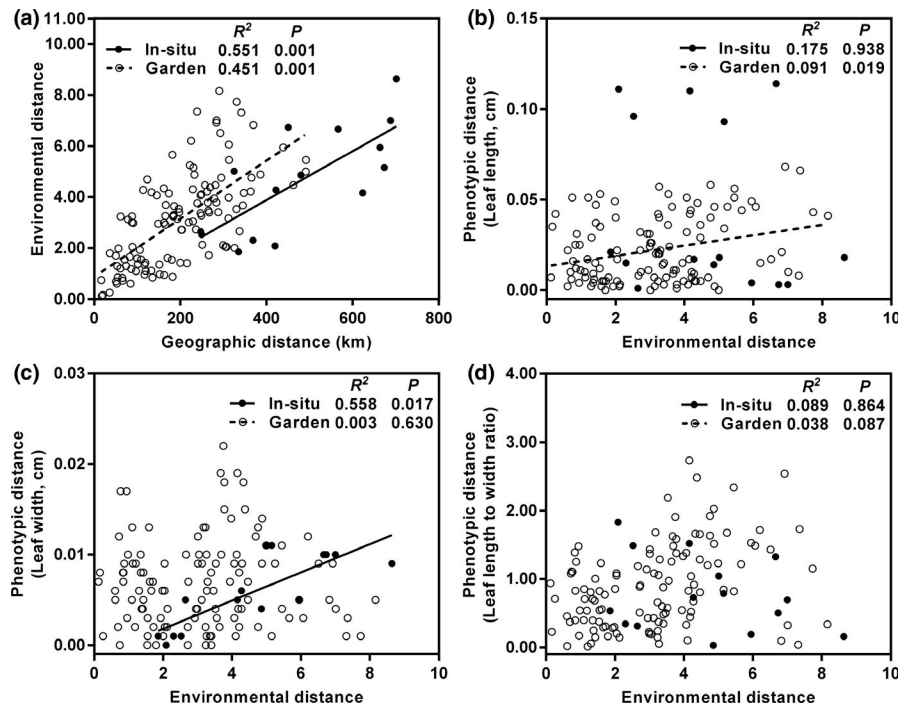 (a)
R² P
In-situ 0.551 0.001
Garden 0.451 0.001
Environmental distance
11.00
10.00
8.00
6.00
4.00
2.00
0.00
0 200 400 600 800
Geographic distance (km)
(b)
R² P
In-situ 0.175 0.938
Garden 0.091 0.019
Phenotypic distance
(Leaf length, cm)
0.15
0.10
0.05
0.00
0 2 4 6 8 10
Environmental distance
(c)
R² P
In-situ 0.558 0.017
Garden 0.003 0.630
Phenotypic distance
(Leaf width, cm)
0.03
0.02
0.01
0.00
0 2 4 6 8 10
Environmental distance
(d)
R² P
In-situ 0.089 0.864
Garden 0.038 0.087
Phenotypic distance
(Leaf length to width ratio)
4.00
3.00
2.00
1.00
0.00
0 2 4 6 8 10
Environmental distance